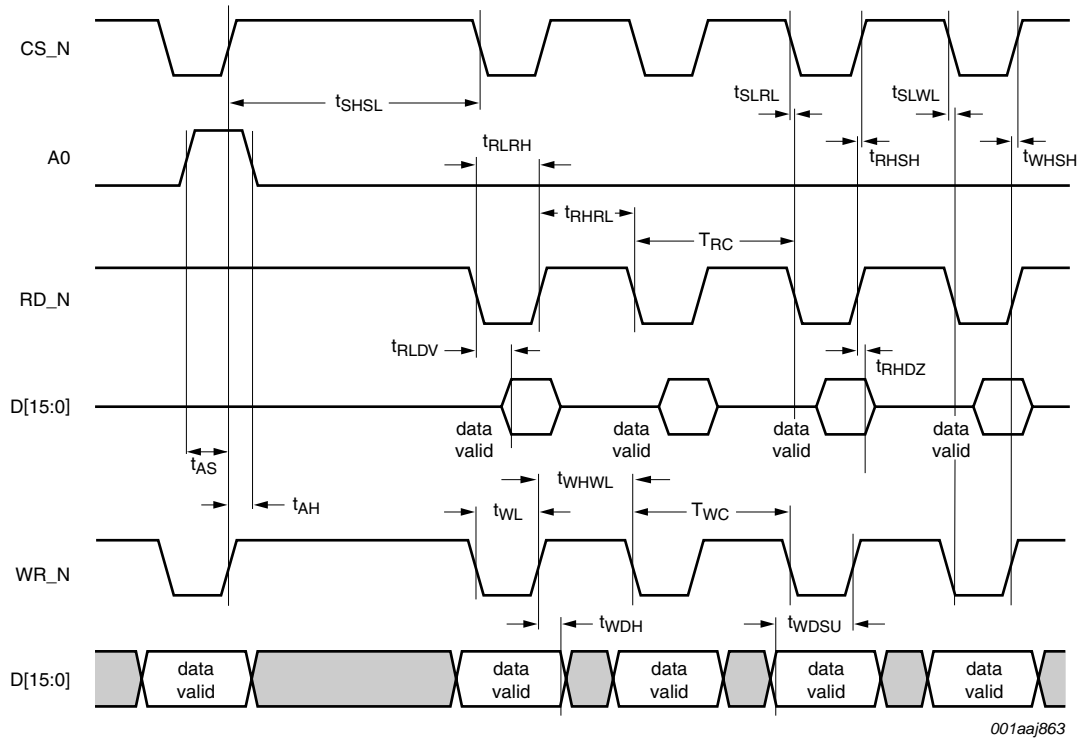 CS_N
tSHSL
tSLRL
tSLWL
A0
tRLRH
tRHSH
tWHSH
tRHRL
TRC
RD_N
tRLDV
tRHDZ
D[15:0]
data
valid
data
valid
data
valid
data
valid
tAS
tAH
tWHWL
tWL
TWC
WR_N
tWDH
tWDSU
D[15:0]
data
valid
data
valid
data
valid
data
valid
data
valid
001aaj863